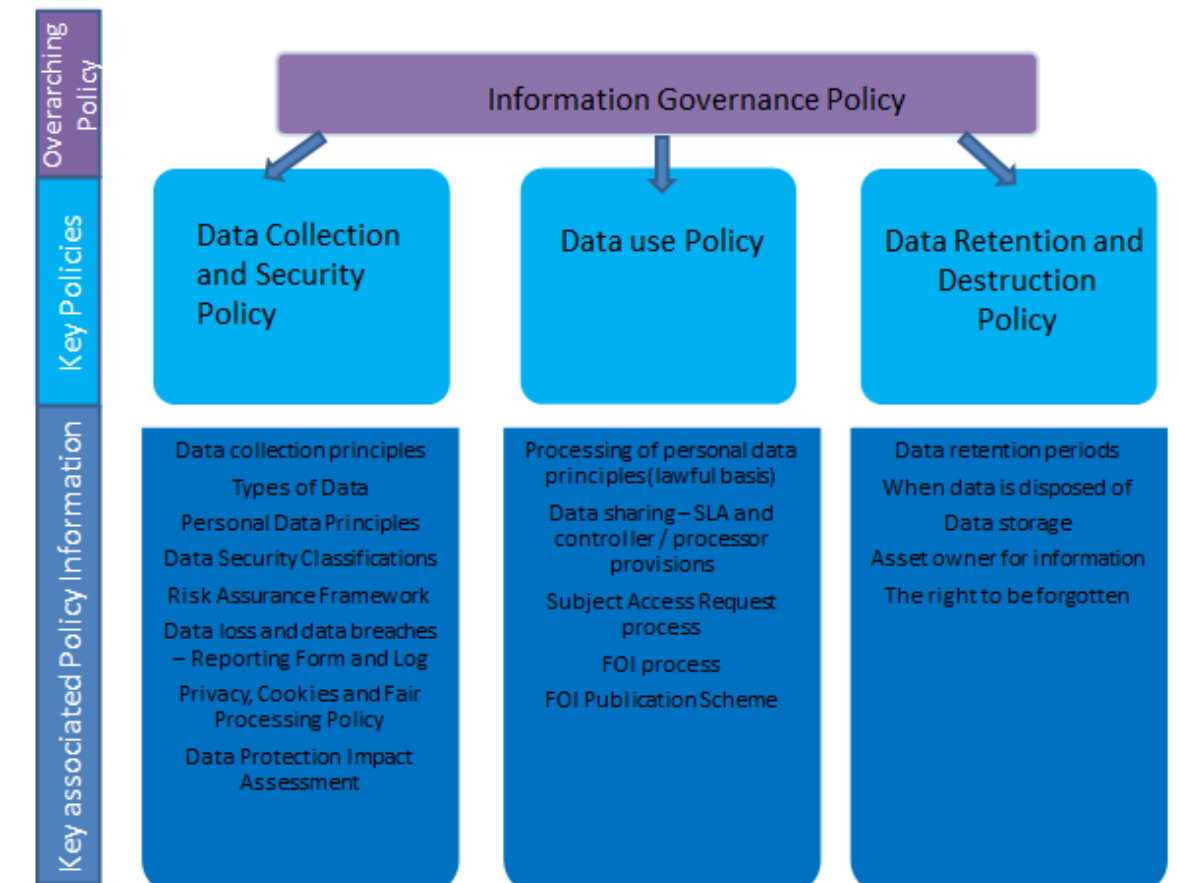 Overarching
Policy
Information Governance Policy
Key Policies
Data Collection
and Security
Policy
Data use Policy
Data Retention and
Destruction
Policy
Key associated Policy Information
Data collection principles
Types of Data
Personal Data Principles
Data Security Classifications
Risk Assurance Framework
Data loss and data breaches
– Reporting Form and Log
Privacy, Cookies and Fair
Processing Policy
Data Protection Impact
Assessment
Processing of personal data
principles(lawful basis)
Data sharing – SLA and
controller / processor
provisions
Subject Access Request
process
FOI process
FOI Publication Scheme
Data retention periods
When data is disposed of
Data storage
Asset owner for information
The right to be forgotten